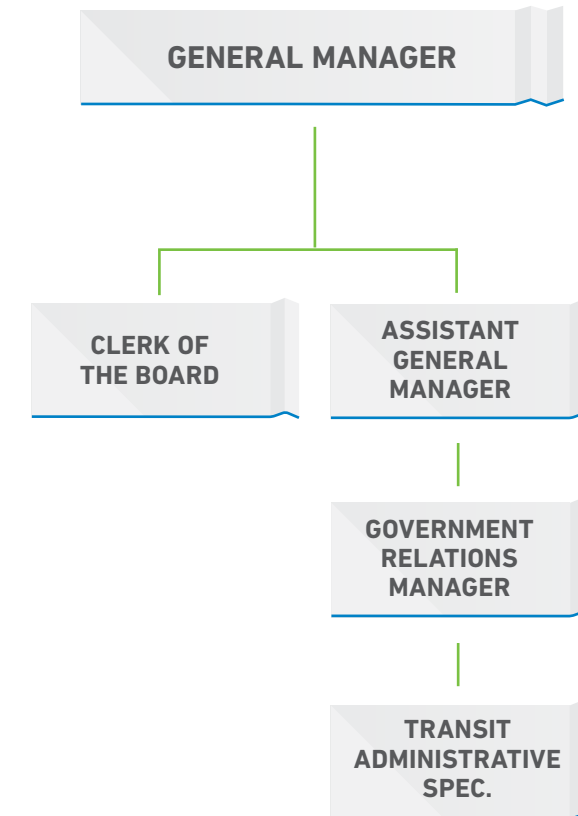 GENERAL MANAGER
CLERK OF
THE BOARD
ASSISTANT
GENERAL
MANAGER
GOVERNMENT
RELATIONS
MANAGER
TRANSIT
ADMINISTRATIVE
SPEC.